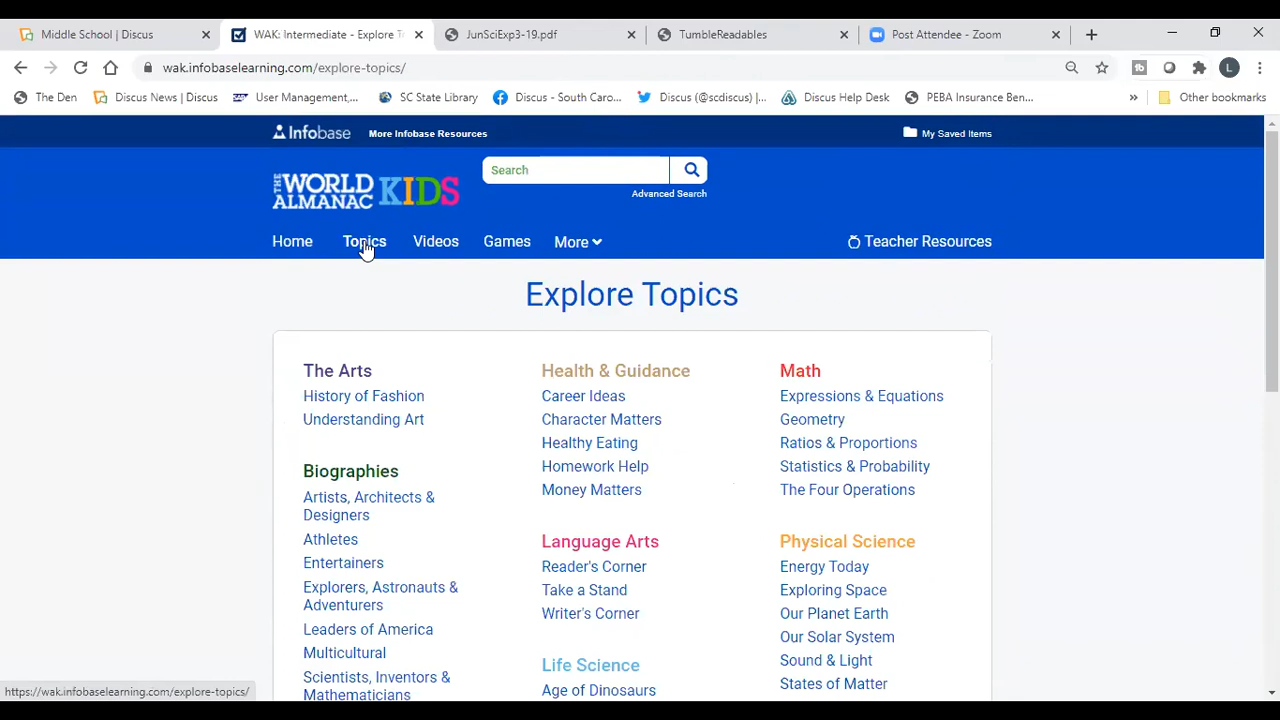 Middle School | Discus
WAK: Intermediate - Explore T
JunSciExp3-19.pdf
TumbleReadables
Post Attendee - Zoom
wak.infobaselearning.com/explore-topics/
L
The Den
Discus News | Discus
User Management,...
SC State Library
Discus - South Caro...
Discus (@scdiscus) |...
Discus Help Desk
PEBA Insurance Ben...
»
Other bookmarks
Infobase
More Infobase Resources
My Saved Items
THE WORLD ALMANAC KIDS
Search
Advanced Search
Home
Topics
Videos
Games
More
Teacher Resources
Explore Topics
The Arts
History of Fashion
Understanding Art
Biographies
Artists, Architects &
Designers
Athletes
Entertainers
Explorers, Astronauts &
Adventurers
Leaders of America
Multicultural
Scientists, Inventors &
Mathematicians
Health & Guidance
Career Ideas
Character Matters
Healthy Eating
Homework Help
Money Matters
Language Arts
Reader's Corner
Take a Stand
Writer's Corner
Life Science
Age of Dinosaurs
Math
Expressions & Equations
Geometry
Ratios & Proportions
Statistics & Probability
The Four Operations
Physical Science
Energy Today
Exploring Space
Our Planet Earth
Our Solar System
Sound & Light
States of Matter
https://wak.infobaselearning.com/explore-topics/